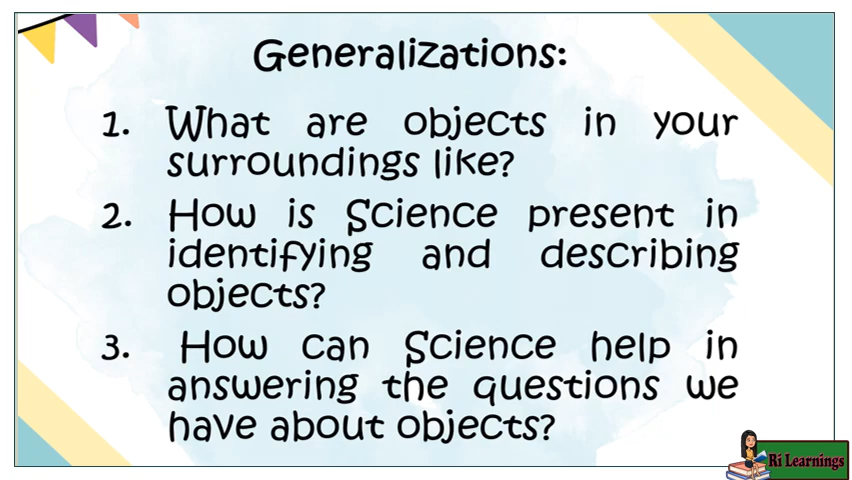 Generalizations:
1. What are objects in your
surroundings like?
2. How is Science present in
identifying and describing
objects?
3. How can Science help in
answering the questions we
have about objects?
Ri Learnings